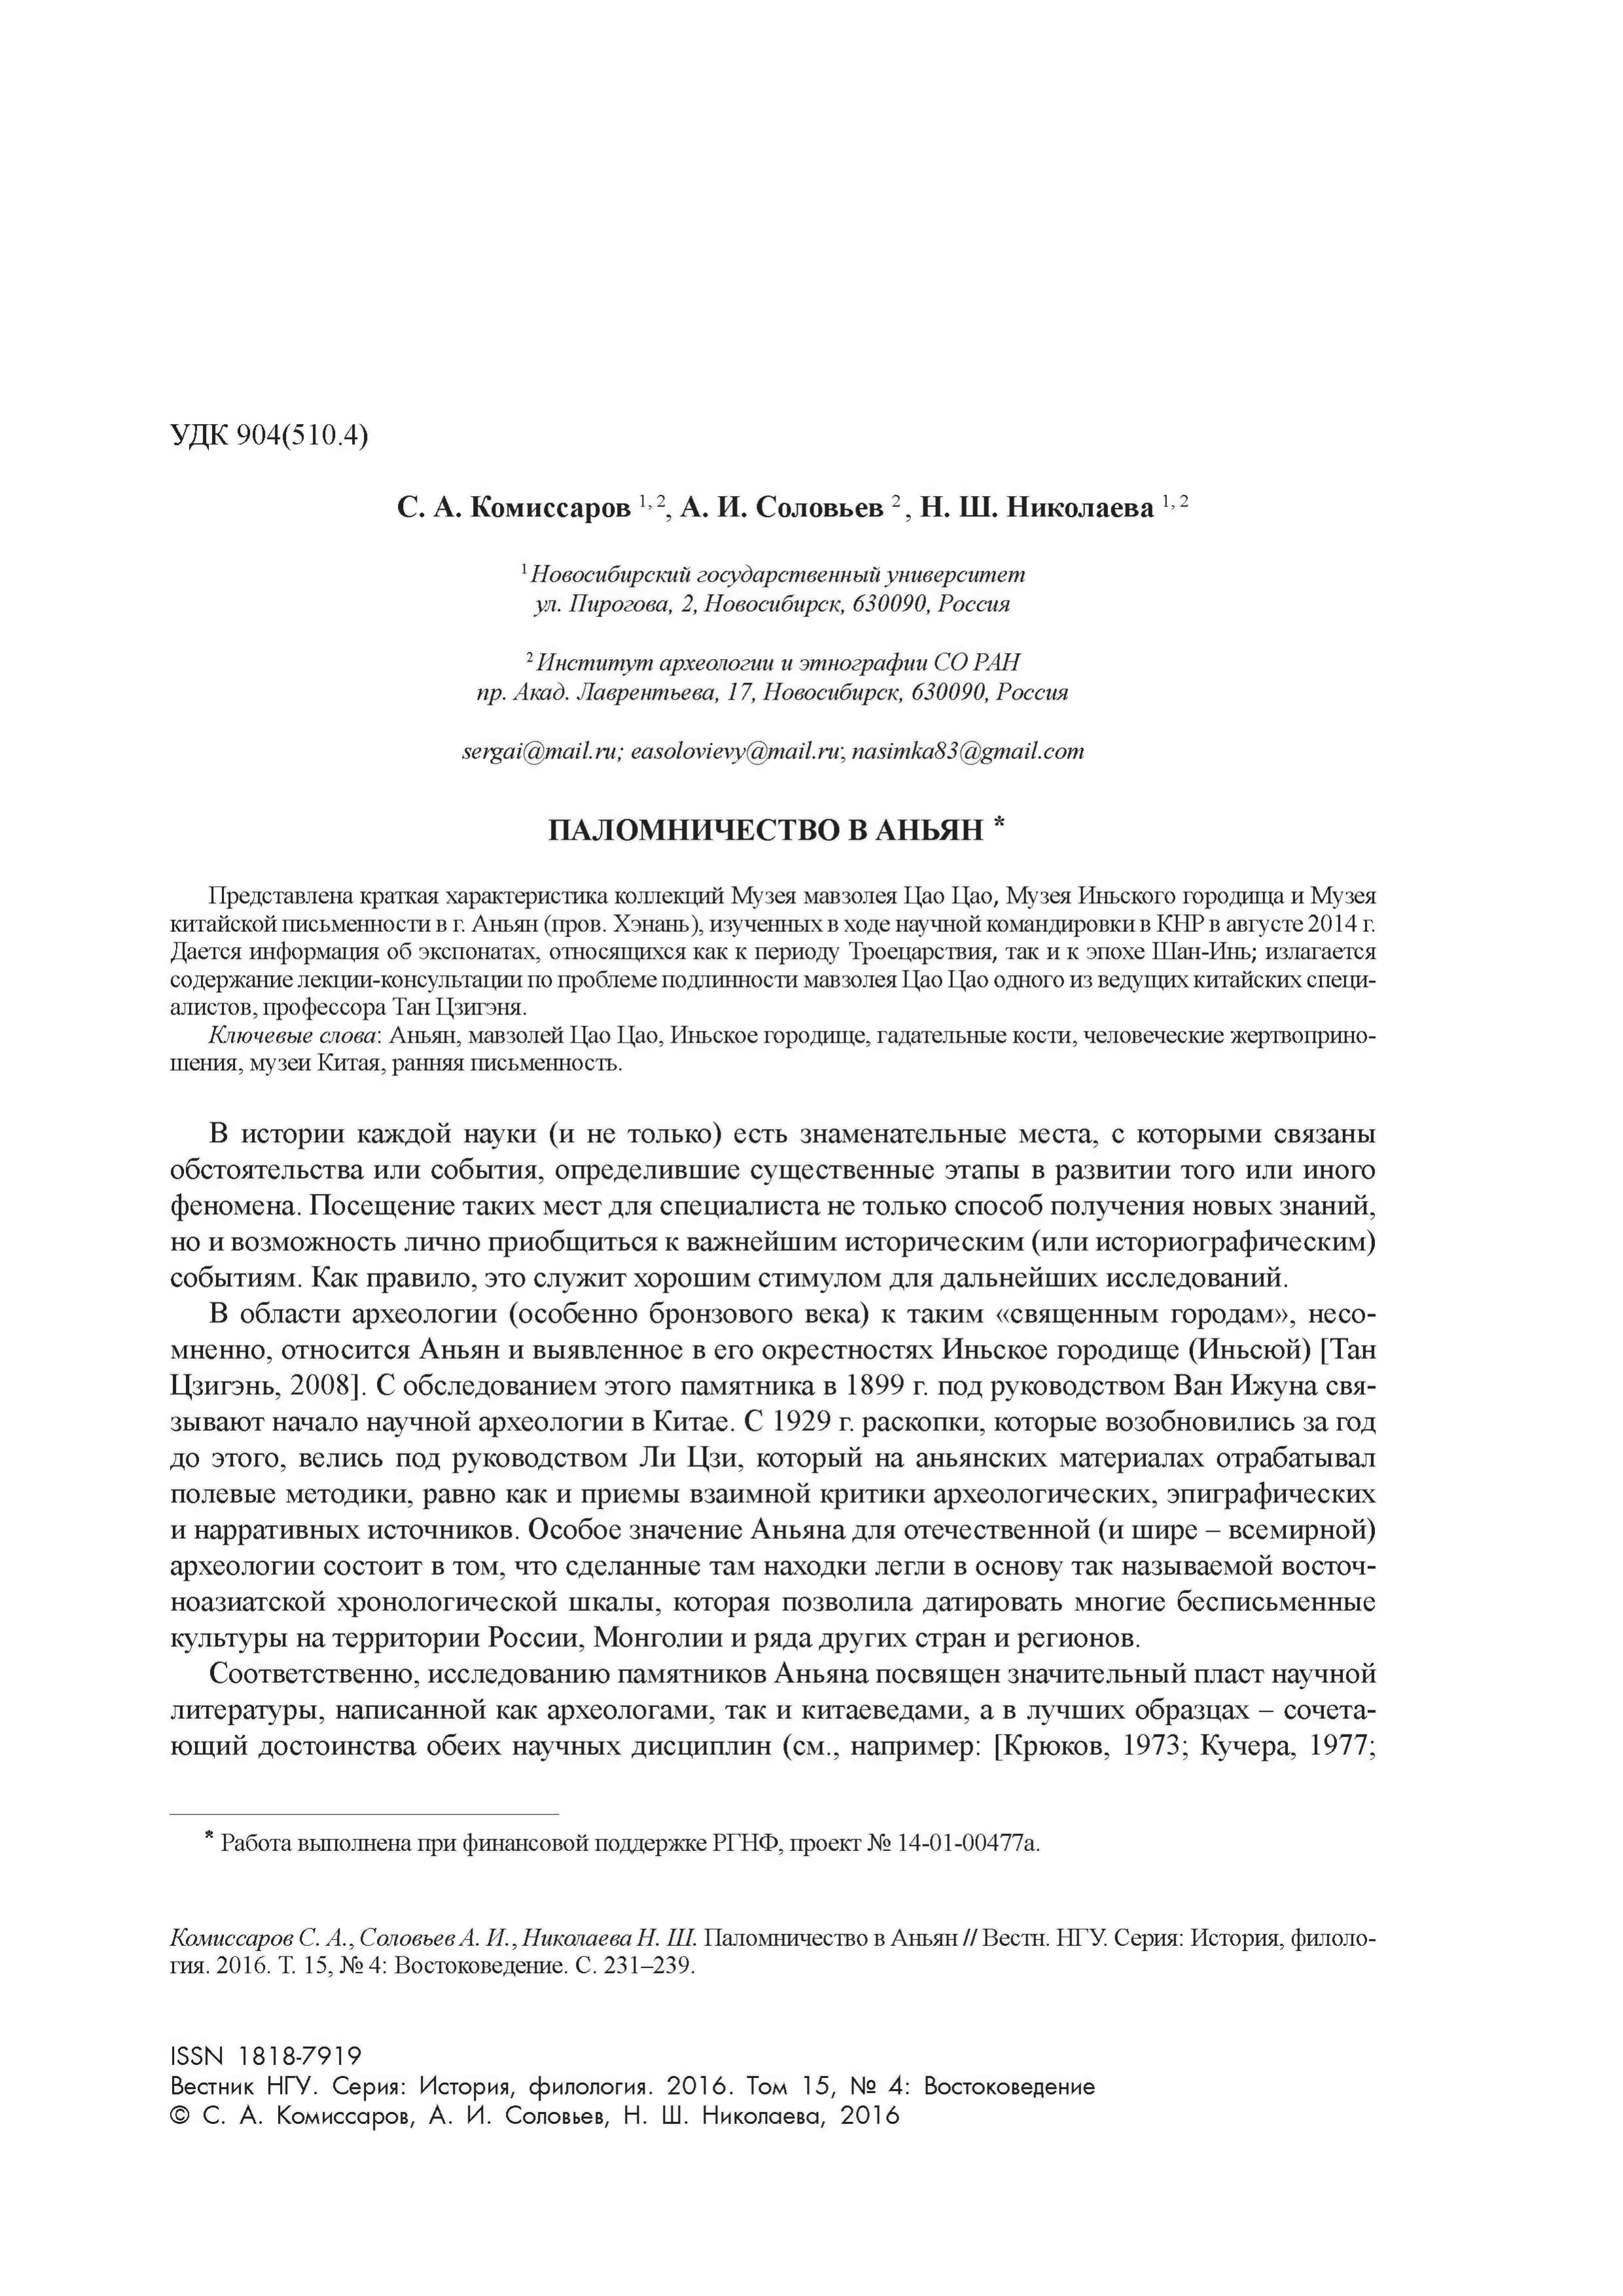 УДК 904(510.4)
С. А. Комиссаров 1, 2, А. И. Соловьев 2, Н. Ш. Николаева 1, 2
1 Новосибирский государственный университет
ул. Пирогова, 2, Новосибирск, 630090, Россия
2 Институт археологии и этнографии СО РАН
пр. Акад. Лаврентьева, 17, Новосибирск, 630090, Россия
sergai@mail.ru; easolovievy@mail.ru; nasimka83@gmail.com
ПАЛОМНИЧЕСТВО В АНЬЯН *
Представлена краткая характеристика коллекций Музея мавзолея Цао Цао, Музея Иньского городища и Музея
китайской письменности в г. Аньян (пров. Хэнань), изученных в ходе научной командировки в КНР в августе 2014 г.
Дается информация об экспонатах, относящихся как к периоду Троецарствия, так и к эпохе Шан-Инь; излагается
содержание лекции-консультации по проблеме подлинности мавзолея Цао Цао одного из ведущих китайских специ-
алистов, профессора Тан Цзигэня.
Ключевые слова: Аньян, мавзолей Цао Цао, Иньское городище, гадательные кости, человеческие жертвоприно-
шения, музеи Китая, ранняя письменность.
В истории каждой науки (и не только) есть знаменательные места, с которыми связаны
обстоятельства или события, определившие существенные этапы в развитии того или иного
феномена. Посещение таких мест для специалиста не только способ получения новых знаний,
но и возможность лично приобщиться к важнейшим историческим (или историографическим)
событиям. Как правило, это служит хорошим стимулом для дальнейших исследований.
В области археологии (особенно бронзового века) к таким «священным городам», несо-
мненно, относится Аньян и выявленное в его окрестностях Иньское городище (Иньсюй) [Тан
Цзигэнь, 2008]. С обследованием этого памятника в 1899 г. под руководством Ван Ижуна свя-
зывают начало научной археологии в Китае. С 1929 г. раскопки, которые возобновились за год
до этого, велись под руководством Ли Цзи, который на аньянских материалах отрабатывал
полевые методики, равно как и приемы взаимной критики археологических, эпиграфических
и нарративных источников. Особое значение Аньяна для отечественной (и шире – всемирной)
археологии состоит в том, что сделанные там находки легли в основу так называемой восточ-
ноазиатской хронологической шкалы, которая позволила датировать многие бесписьменные
культуры на территории России, Монголии и ряда других стран и регионов.
Соответственно, исследованию памятников Аньяна посвящен значительный пласт научной
литературы, написанной как археологами, так и китаеведами, а в лучших образцах – сочета-
ющий достоинства обеих научных дисциплин (см., например: [Крюков, 1973; Кучера, 1977;
* Работа выполнена при финансовой поддержке РГНФ, проект № 14-01-00477а.
Комиссаров С. А., Соловьев А. И., Николаева Н. Ш. Паломничество в Аньян // Вестн. НГУ. Серия: История, филоло-
гия. 2016. Т. 15, № 4: Востоковедение. С. 231–239.
ISSN 1818-7919
Вестник НГУ. Серия: История, филология. 2016. Том 15, № 4: Востоковедение
© С. А. Комиссаров, А. И. Соловьев, Н. Ш. Николаева, 2016